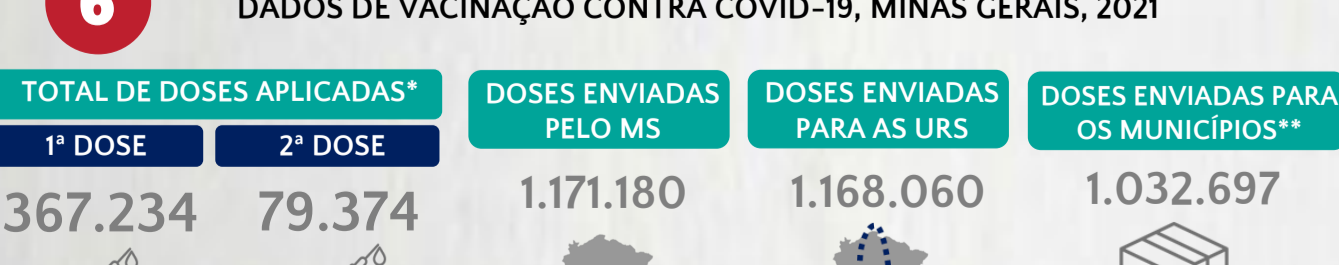 6
DADOS DE VACINAÇÃO CONTRA COVID-19, MINAS GERAIS, 2021
TOTAL DE DOSES APLICADAS*
1ª DOSE
2ª DOSE
367.234
79.374
DOSES ENVIADAS
PELO MS
1.171.180
DOSES ENVIADAS
PARA AS URS
1.168.060
DOSES ENVIADAS PARA
OS MUNICÍPIOS**
1.032.697